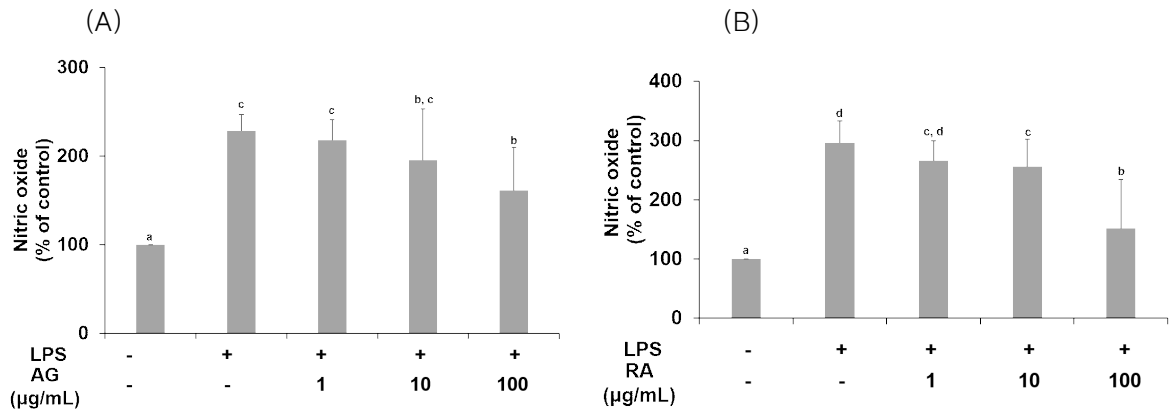 (A)
Nitric oxide
(% of control)
300
200
100
0
a
c
c
b, c
b
LPS - + + + +
AG
(μg/mL) - - 1 10 100
(B)
Nitric oxide
(% of control)
400
300
200
100
0
a
d
c, d
c
b
LPS - + + + +
RA
(μg/mL) - - 1 10 100